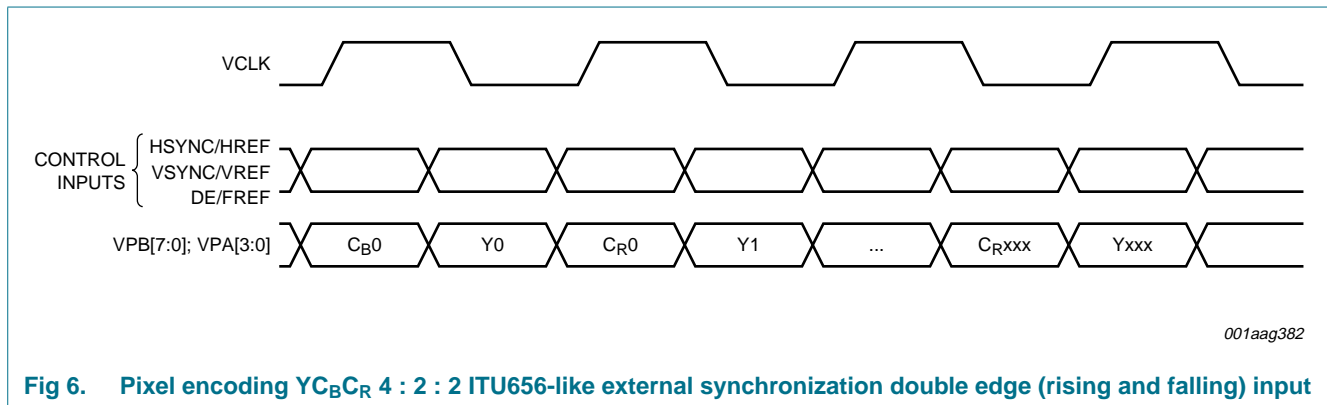 VCLK
CONTROL INPUTS
HSYNC/HREF
VSYNC/VREF
DE/FREF
VPB[7:0]; VPA[3:0] CB0 Y0 CR0 Y1 ... CRxxx Yxxx
001aag382
Fig 6. Pixel encoding YCBCR 4 : 2 : 2 ITU656-like external synchronization double edge (rising and falling) input